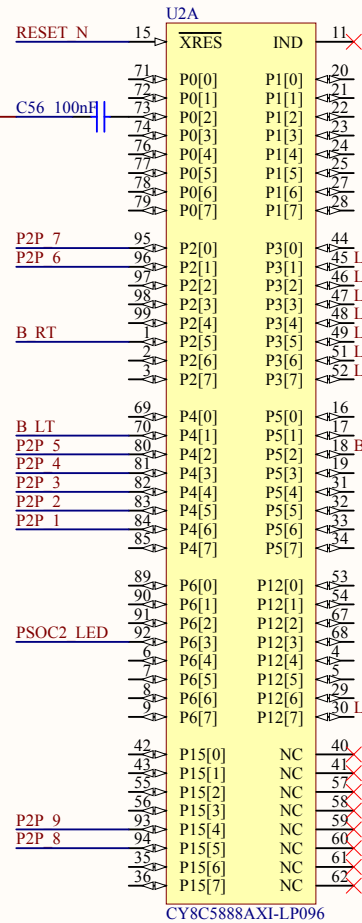 U2A
RESET_N 15 XRES IND 11
71 P0[0] P1[0] 20
72 P0[1] P1[1] 21
C56 100nF 73 P0[2] P1[2] 22
74 P0[3] P1[3] 23
76 P0[4] P1[4] 24
77 P0[5] P1[5] 25
78 P0[6] P1[6] 27
79 P0[7] P1[7] 28
P2P_7 95 P2[0] P3[0] 44
P2P_6 96 P2[1] P3[1] 45 L
97 P2[2] P3[2] 46 L
98 P2[3] P3[3] 47 L
99 P2[4] P3[4] 48 L
B_RT 1 P2[5] P3[5] 49 L
2 P2[6] P3[6] 51 L
3 P2[7] P3[7] 52 L
69 P4[0] P5[0] 16
B_LT 70 P4[1] P5[1] 17
P2P_5 80 P4[2] P5[2] 18 B
P2P_4 81 P4[3] P5[3] 19
P2P_3 82 P4[4] P5[4] 31
P2P_2 83 P4[5] P5[5] 32
P2P_1 84 P4[6] P5[6] 33
85 P4[7] P5[7] 34
89 P6[0] P12[0] 53
90 P6[1] P12[1] 54
91 P6[2] P12[2] 67
PSOC2_LED 92 P6[3] P12[3] 68
6 P6[4] P12[4] 4
7 P6[5] P12[5] 5
8 P6[6] P12[6] 29
9 P6[7] P12[7] 30 L
42 P15[0] NC 40
43 P15[1] NC 41
55 P15[2] NC 57
56 P15[3] NC 58
P2P_9 93 P15[4] NC 59
P2P_8 94 P15[5] NC 60
35 P15[6] NC 61
36 P15[7] NC 62
CY8C5888AXI-LP096